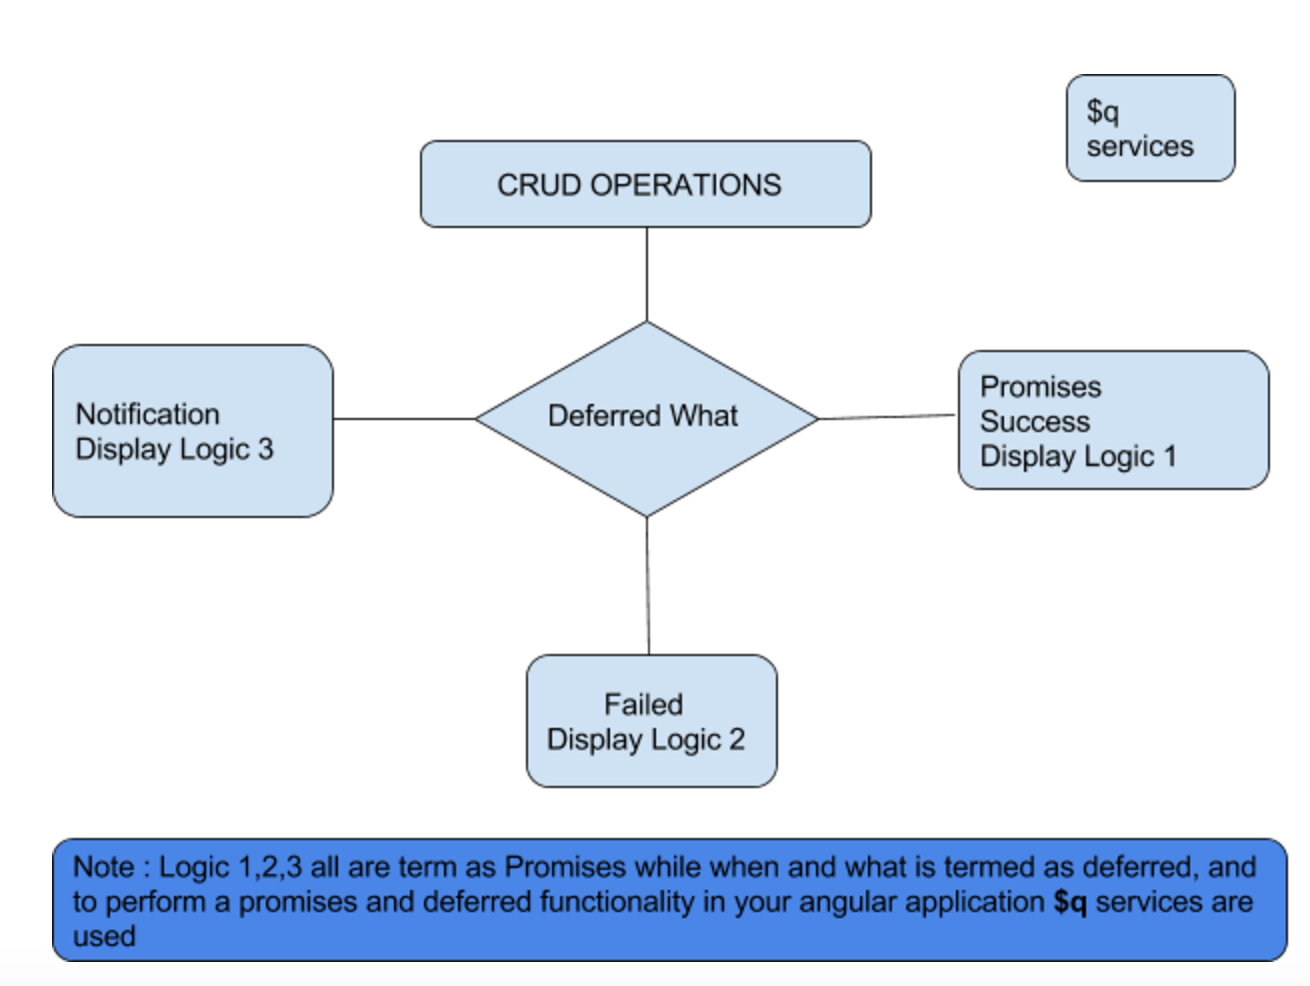 $q
services
CRUD OPERATIONS
Notification
Display Logic 3
Deferred What
Promises
Success
Display Logic 1
Failed
Display Logic 2
Note : Logic 1,2,3 all are term as Promises while when and what is termed as deferred, and
to perform a promises and deferred functionality in your angular application $q services are
used